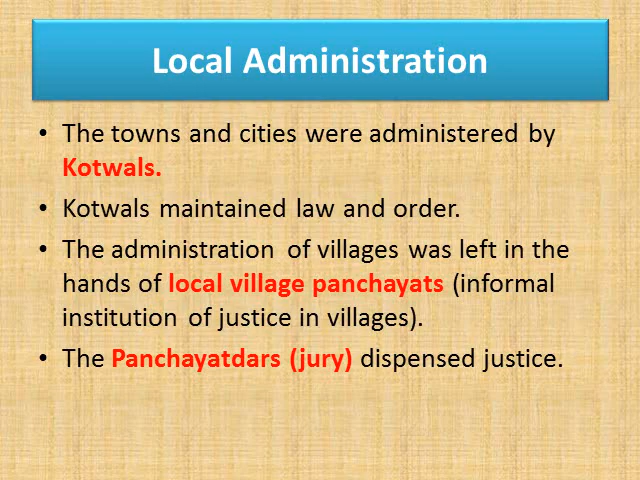 Local Administration
• The towns and cities were administered by
Kotwals.
• Kotwals maintained law and order.
• The administration of villages was left in the
hands of local village panchayats (informal
institution of justice in villages).
• The Panchayatdars (jury) dispensed justice.